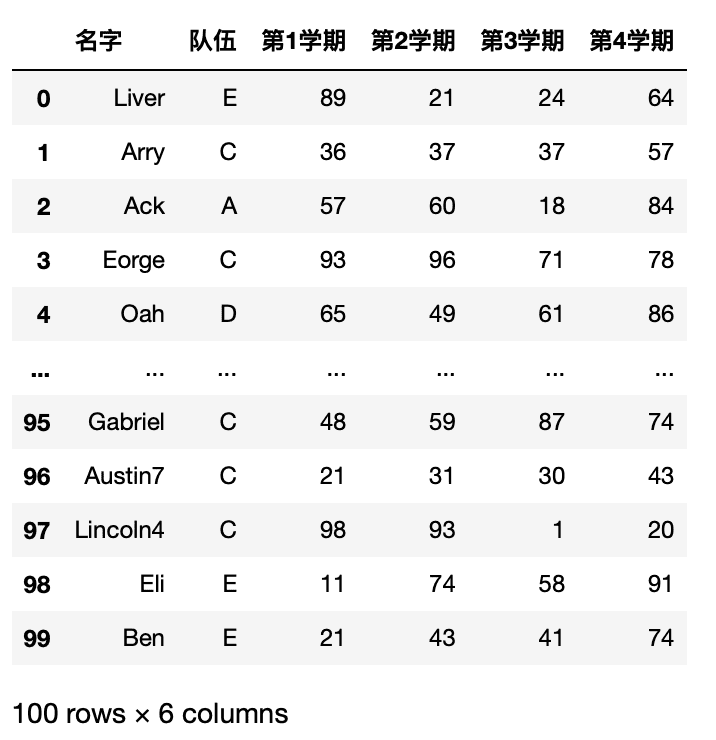 名字 队伍 第1学期 第2学期 第3学期 第4学期
0 Liver E 89 21 24 64
1 Arry C 36 37 37 57
2 Ack A 57 60 18 84
3 Eorge C 93 96 71 78
4 Oah D 65 49 61 86
... ... ... ... ... ... ...
95 Gabriel C 48 59 87 74
96 Austin7 C 21 31 30 43
97 Lincoln4 C 98 93 1 20
98 Eli E 11 74 58 91
99 Ben E 21 43 41 74
100 rows × 6 columns